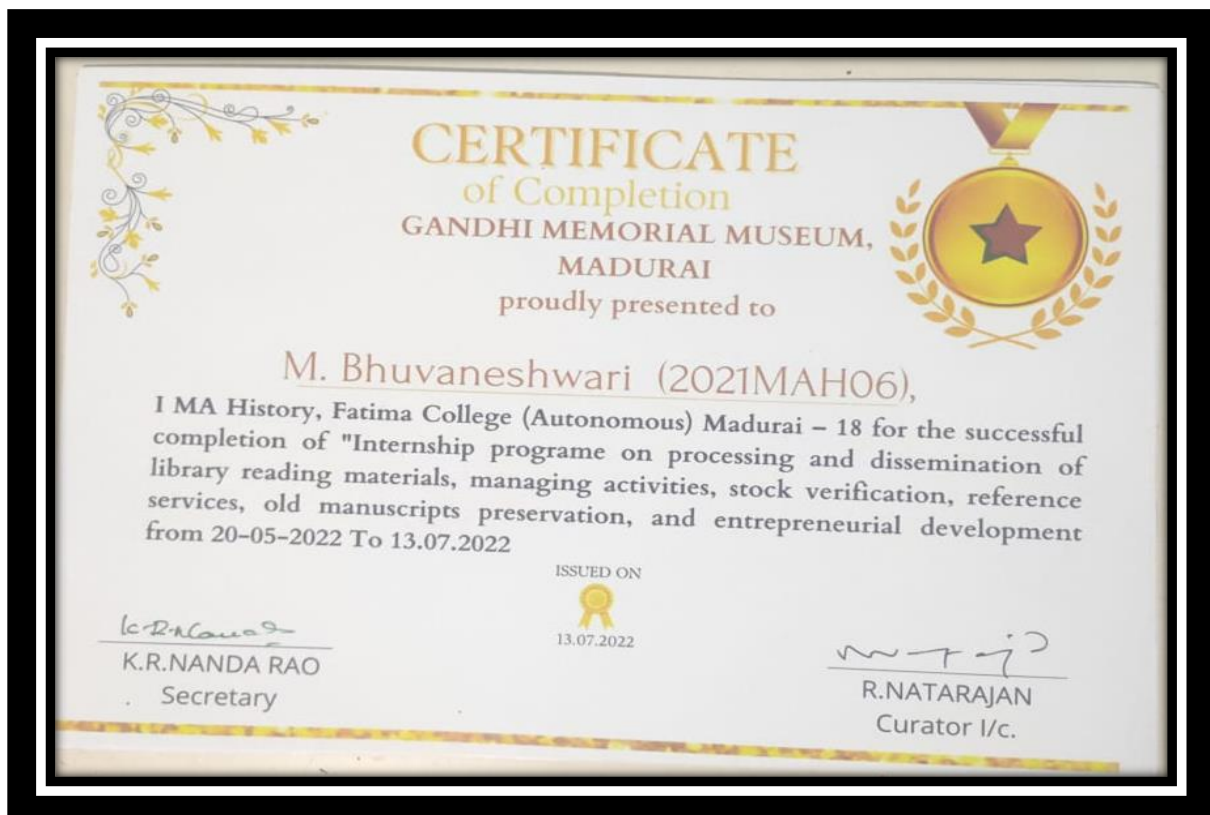 CERTIFICATE
of Completion
GANDHI MEMORIAL MUSEUM,
MADURAI
proudly presented to
M. Bhuvaneshwari (2021MAH06),
I MA History, Fatima College (Autonomous) Madurai – 18 for the successful
completion of "Internship programe on processing and dissemination of
library reading materials, managing activities, stock verification, reference
services, old manuscripts preservation, and entrepreneurial development
from 20-05-2022 To 13.07.2022
ISSUED ON
13.07.2022
K.R.NANDA RAO
Secretary
R.NATARAJAN
Curator I/c.